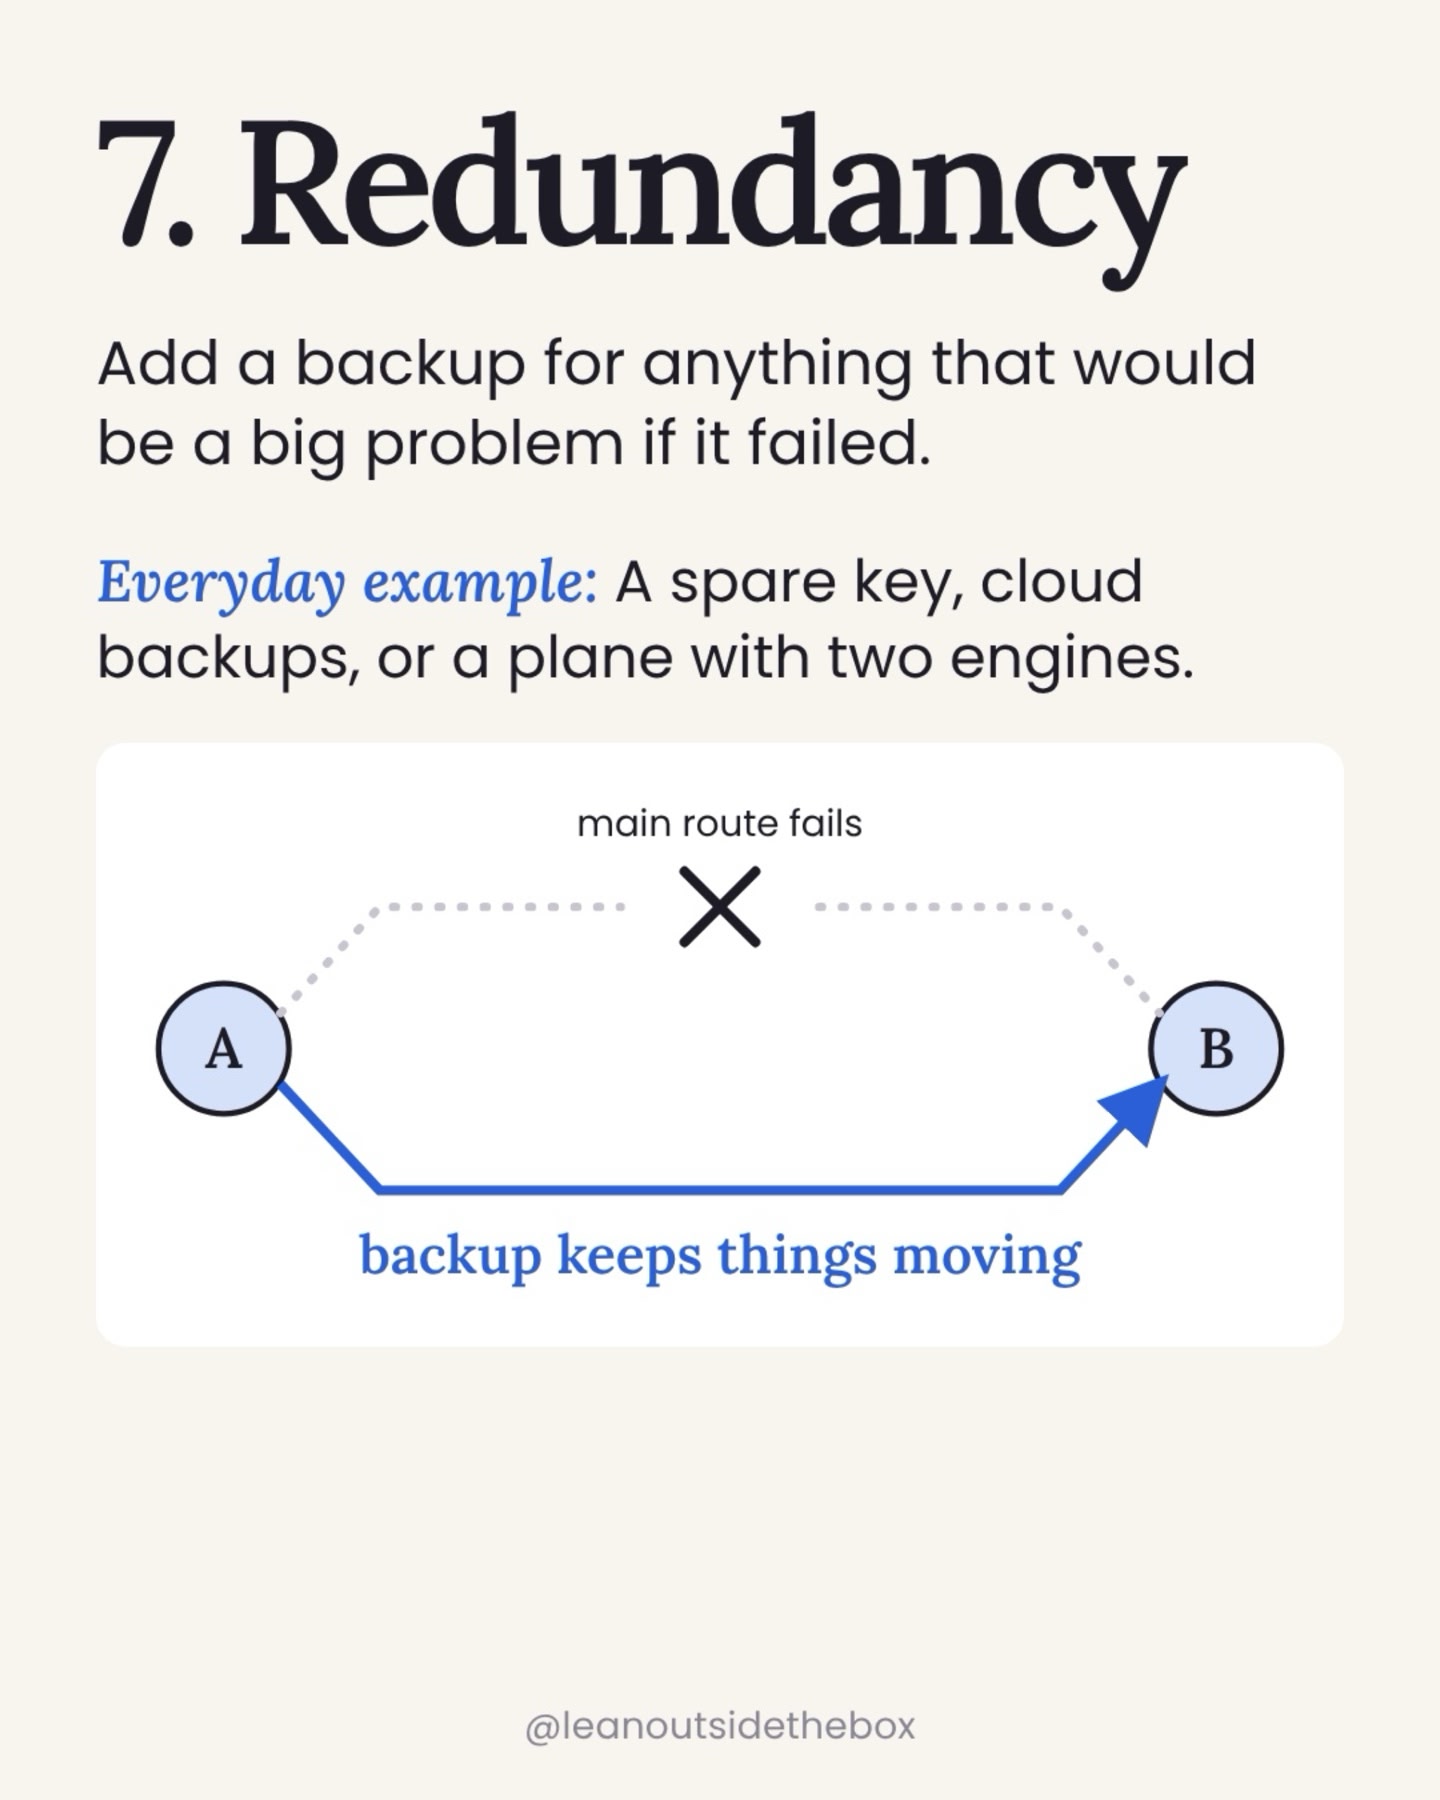 7. Redundancy
Add a backup for anything that would
be a big problem if it failed.
Everyday example: A spare key, cloud
backups, or a plane with two engines.
main route fails
A
B
backup keeps things moving
@leanoutsidethebox